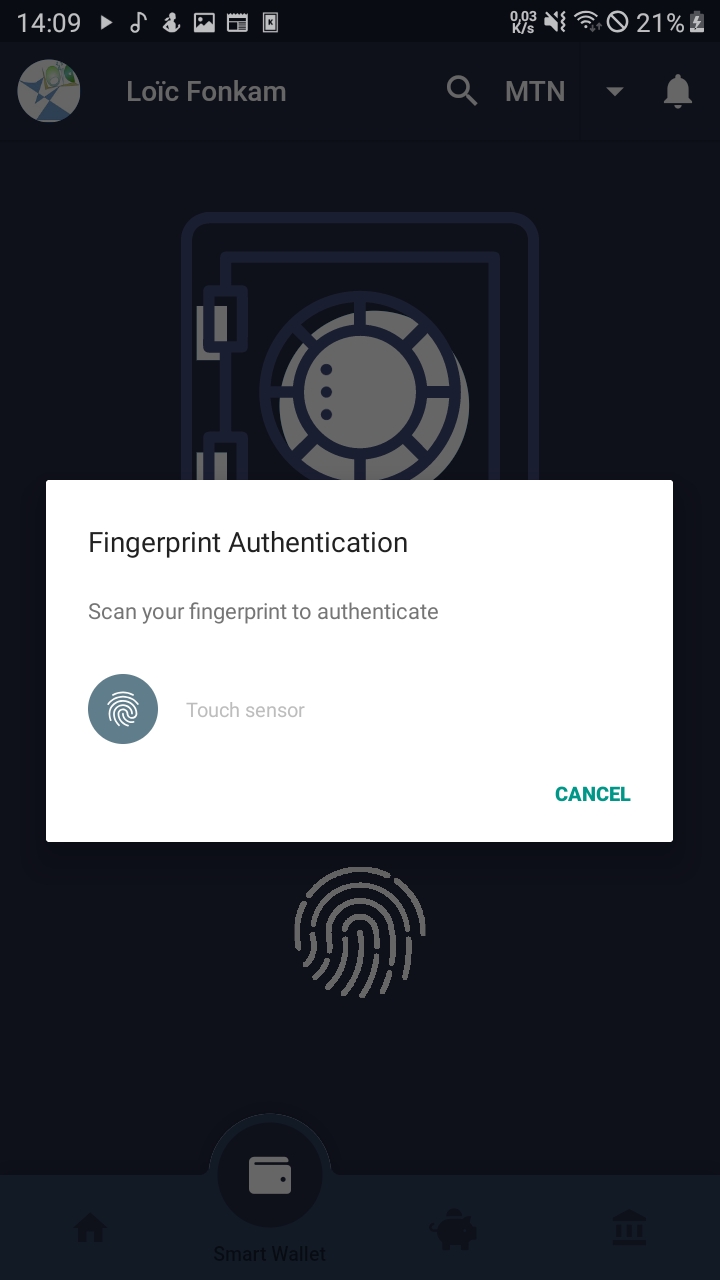 14:09
0,03 K/s
21%
Loïc Fonkam
MTN
Fingerprint Authentication
Scan your fingerprint to authenticate
Touch sensor
CANCEL
Smart Wallet